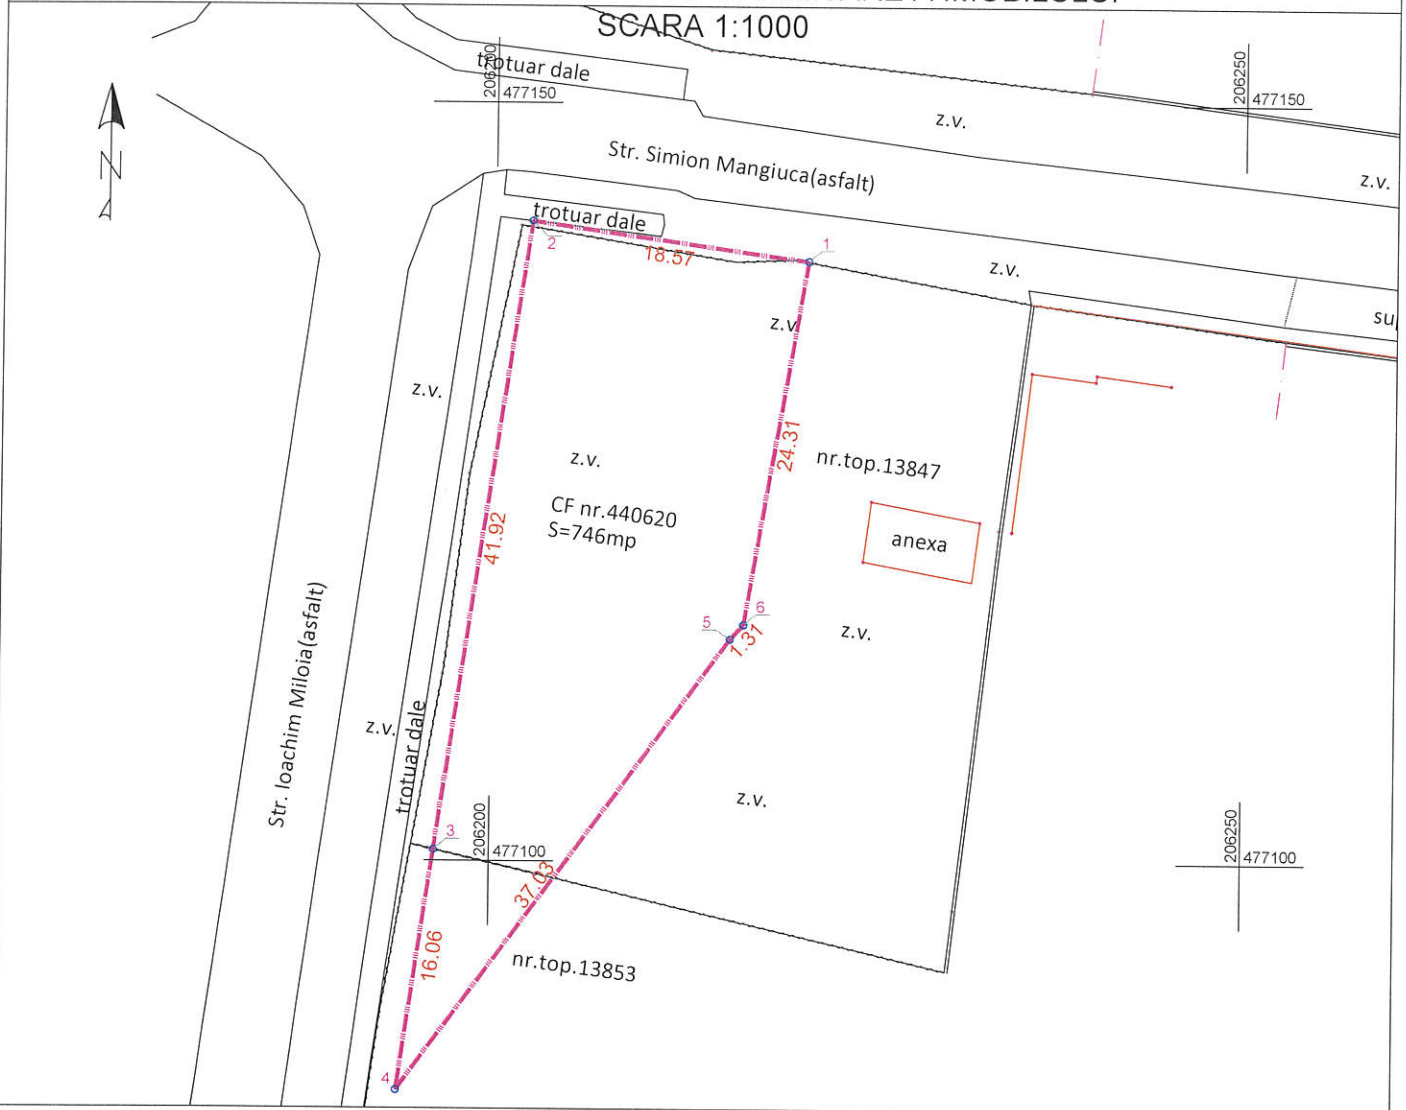 SCARA 1:1000
trotuar dale
206200
477150
206250
477150
z.v.
Str. Simion Mangiuca(asfalt)
z.v.
trotuar dale
2
18.57
1
z.v.
z.v.
su
z.v.
24.31
nr.top.13847
z.v.
CF nr.440620
S=746mp
41.92
anexa
6
5
1.31
z.v.
Str. Ioachim Miloia(asfalt)
z.v.
trotuar dale
z.v.
3
206200
477100
206250
477100
37.03
16.06
nr.top.13853
4
N